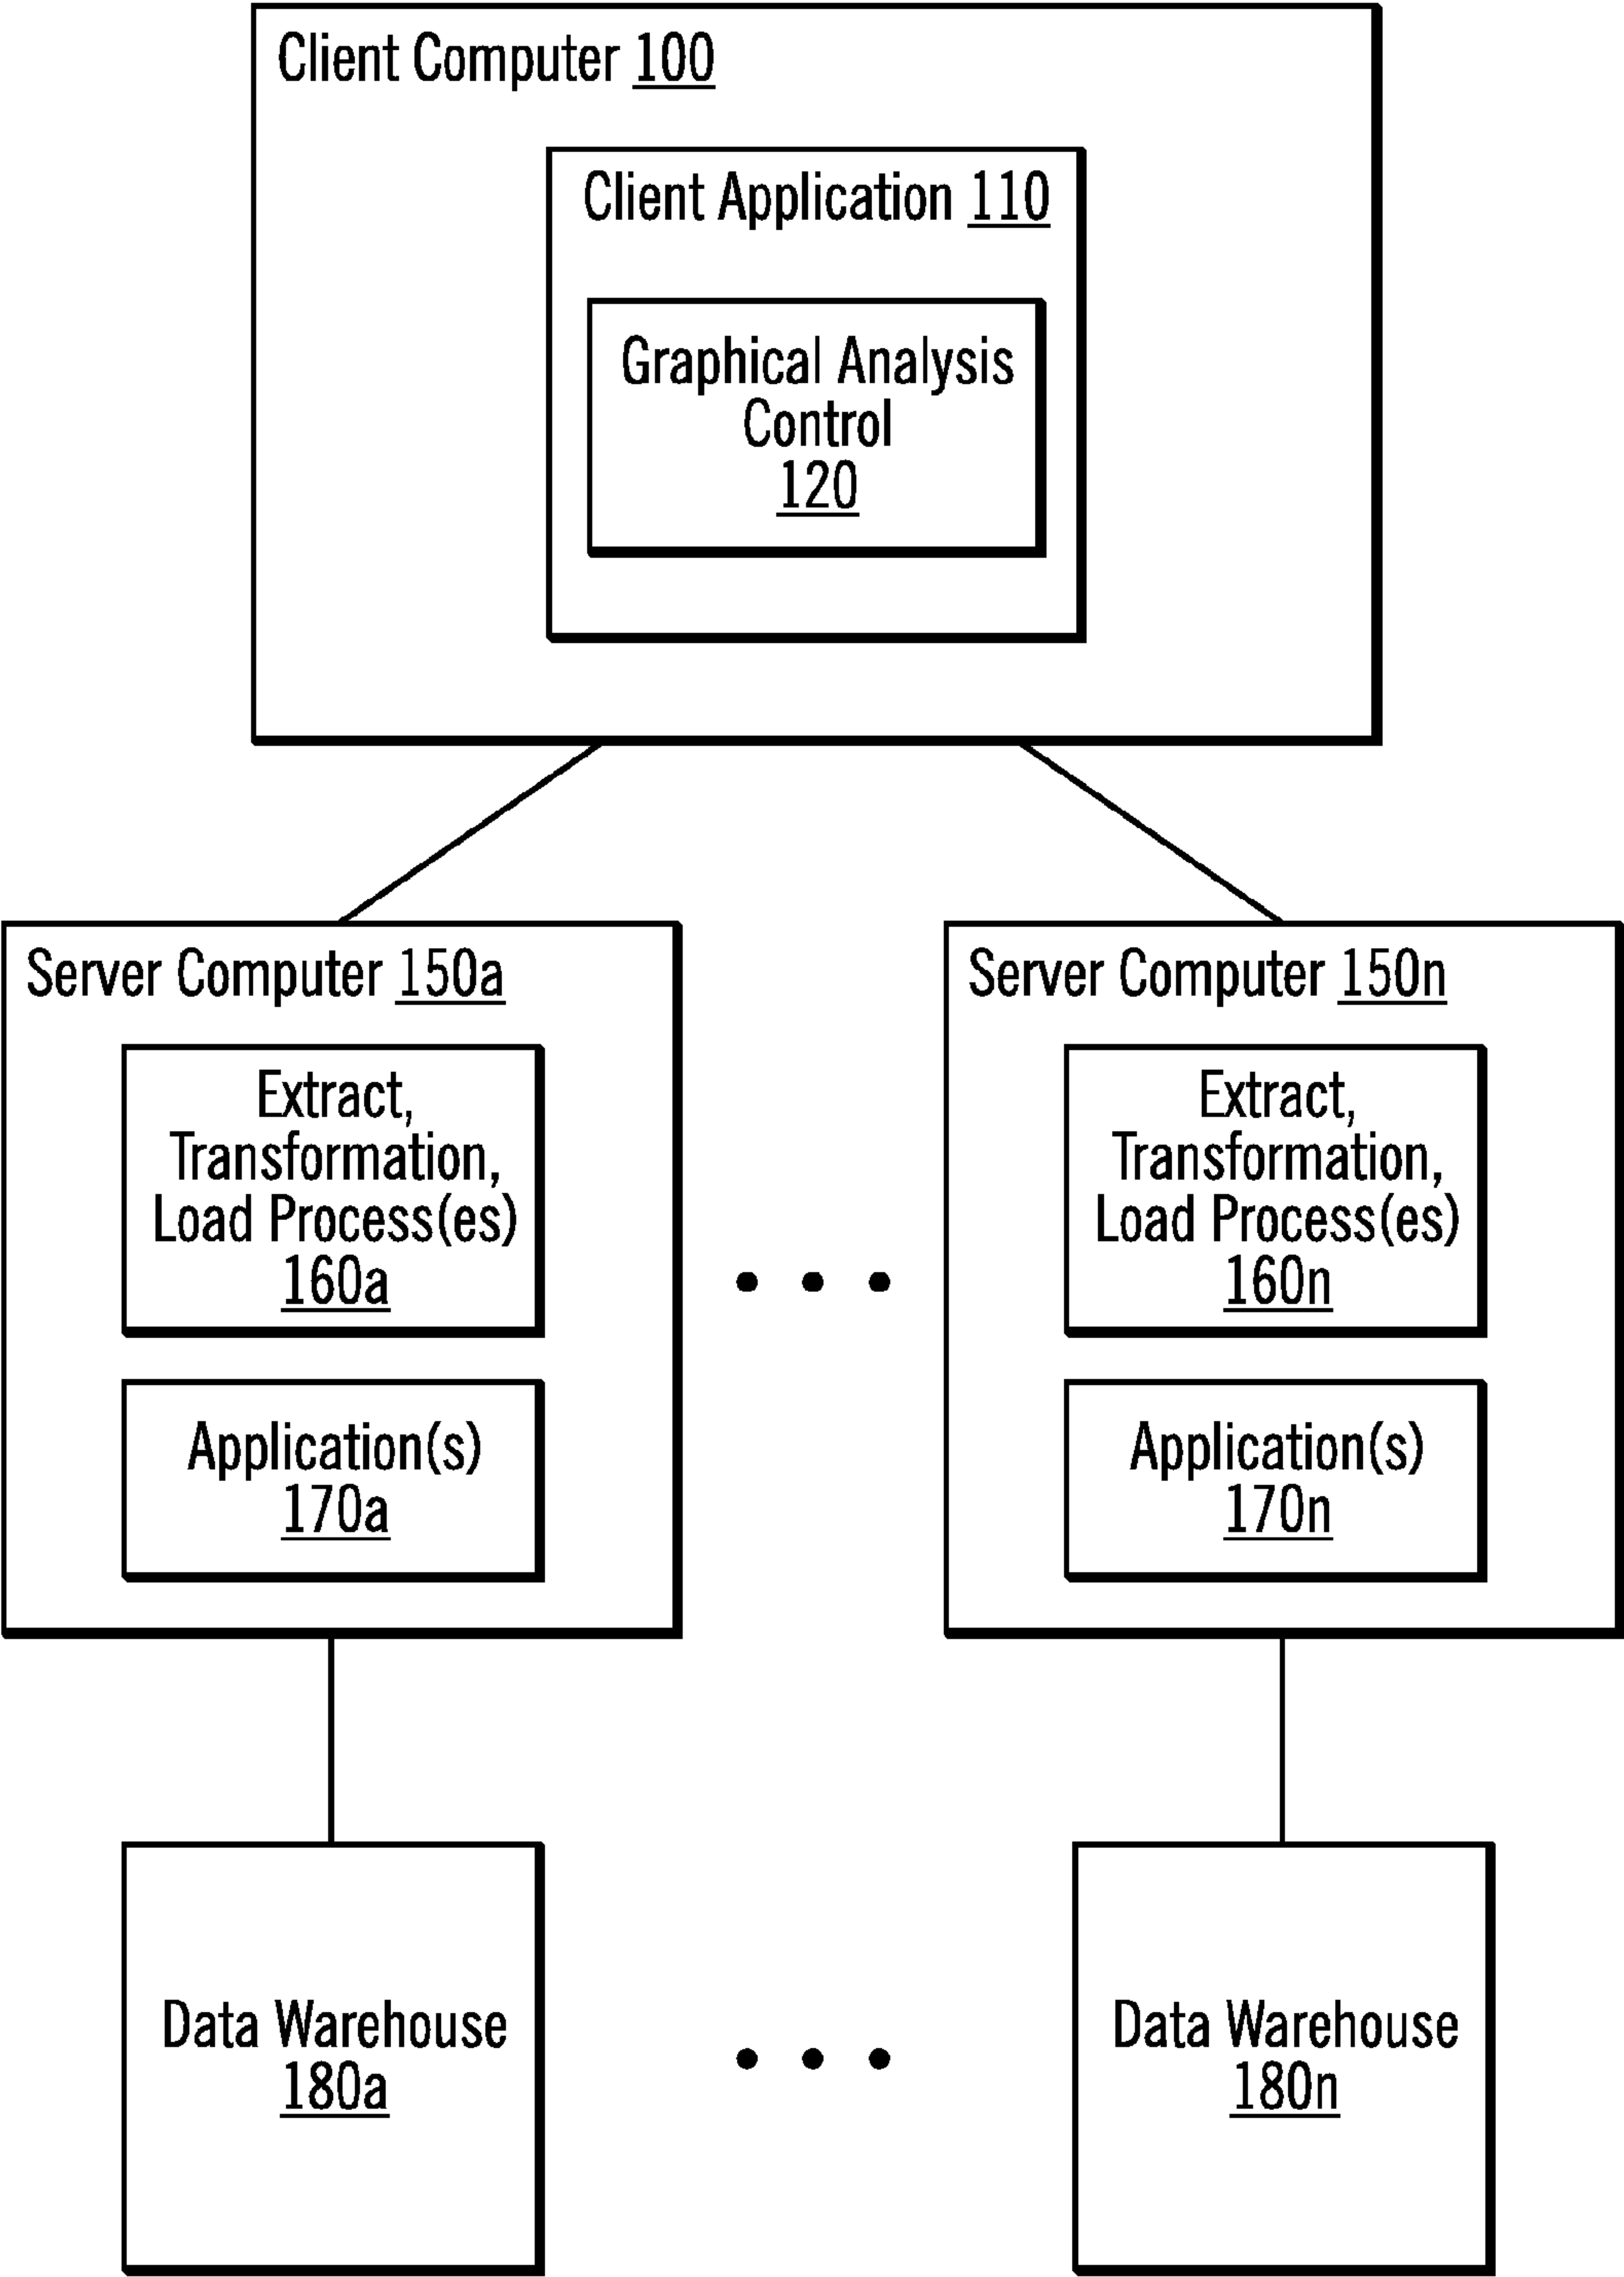 Client Computer 100
Client Application 110
Graphical Analysis
Control
120
Server Computer 150a
Extract,
Transformation,
Load Process(es)
160a
Application(s)
170a
Server Computer 150n
Extract,
Transformation,
Load Process(es)
160n
Application(s)
170n
Data Warehouse
180a
Data Warehouse
180n